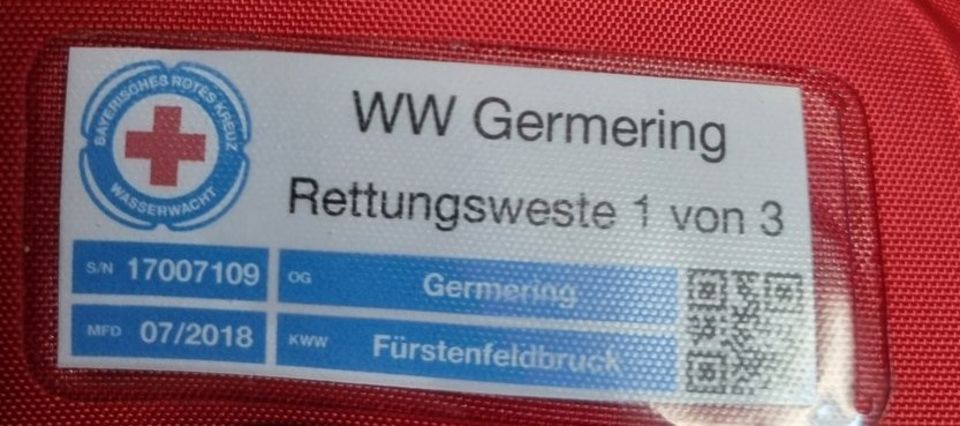 BAYERISCHES ROTES KREUZ
WASSERWACHT
WW Germering
Rettungsweste 1 von 3
S/N 17007109
OG Germering
MFD 07/2018
KWW Fürstenfeldbruck